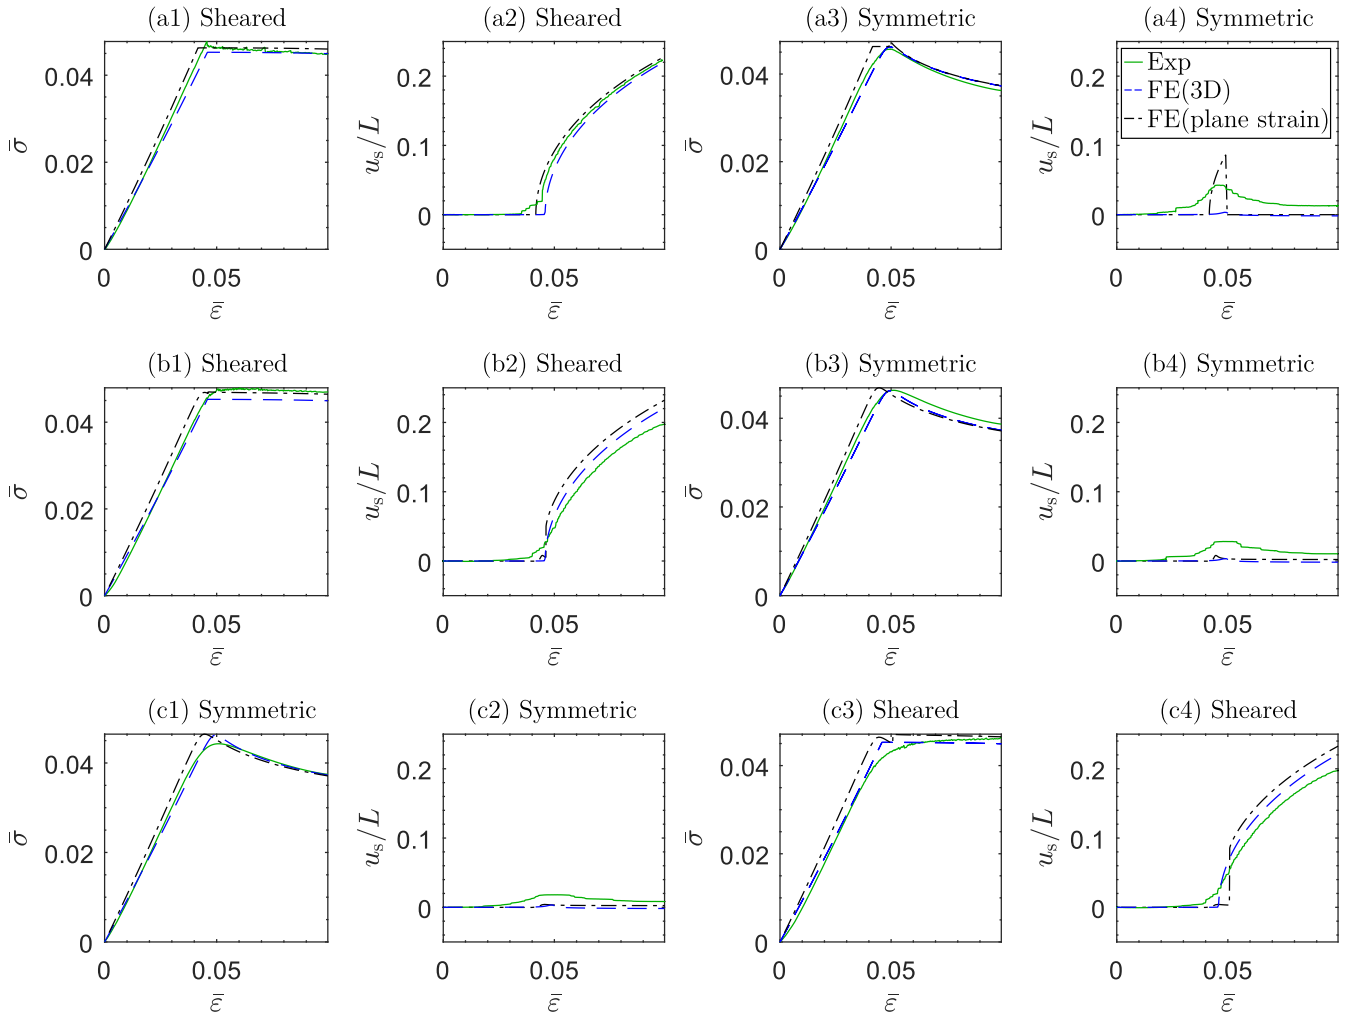 (a1) Sheared
(a2) Sheared
(a3) Symmetric
(a4) Symmetric
0.04
0.02
0
σ̅
0 0.05
ε̅
0.2
0.1
0
u_s/L
0 0.05
ε̅
0.04
0.02
0
σ̅
0 0.05
ε̅
0.2
0.1
0
u_s/L
Exp
FE(3D)
FE(plane strain)
0 0.05
ε̅
(b1) Sheared
(b2) Sheared
(b3) Symmetric
(b4) Symmetric
0.04
0.02
0
σ̅
0 0.05
ε̅
0.2
0.1
0
u_s/L
0 0.05
ε̅
0.04
0.02
0
σ̅
0 0.05
ε̅
0.2
0.1
0
u_s/L
0 0.05
ε̅
(c1) Symmetric
(c2) Symmetric
(c3) Sheared
(c4) Sheared
0.04
0.02
0
σ̅
0 0.05
ε̅
0.2
0.1
0
u_s/L
0 0.05
ε̅
0.04
0.02
0
σ̅
0 0.05
ε̅
0.2
0.1
0
u_s/L
0 0.05
ε̅